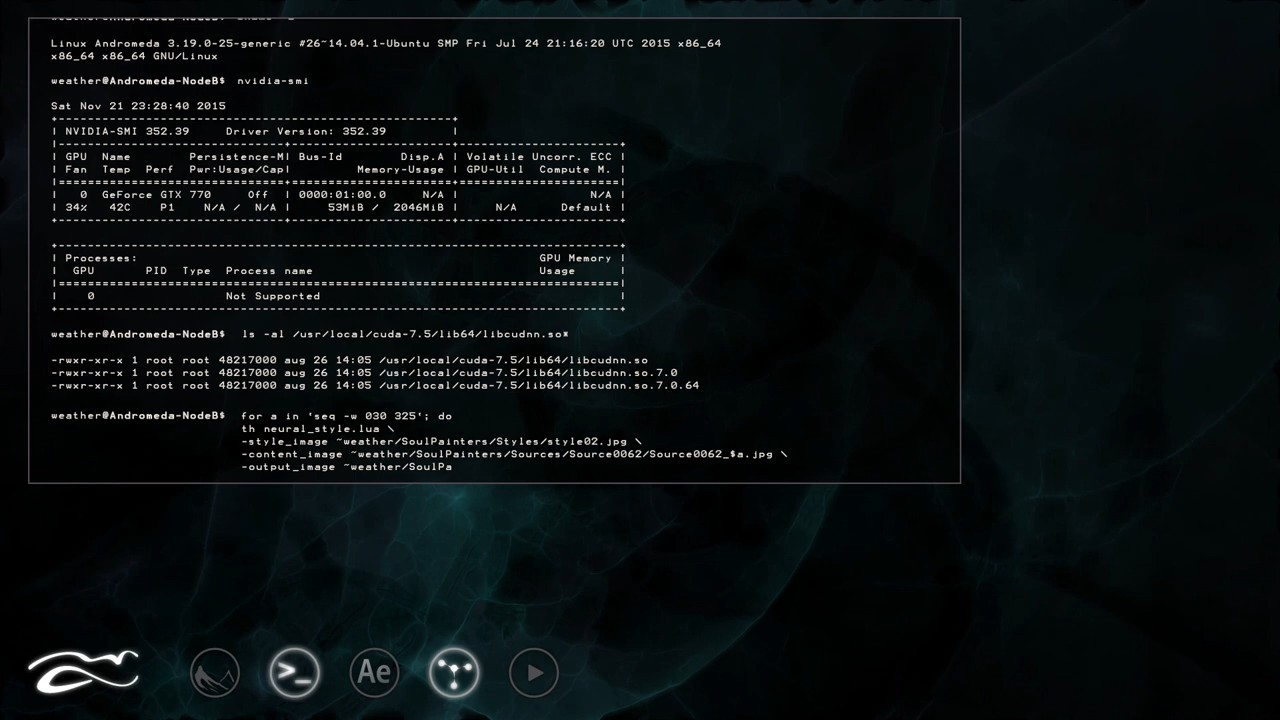 Linux Andromeda 3.19.0-25-generic #26~14.04.1-Ubuntu SMP Fri Jul 24 21:16:20 UTC 2015 x86_64
x86_64 x86_64 GNU/Linux
weather@Andromeda-NodeB$ nvidia-smi
Sat Nov 21 23:28:40 2015
+-------------------------------------------------------+
| NVIDIA-SMI 352.39     Driver Version: 352.39         |
|-------------------------------+----------------------+----------------------+
| GPU  Name        Persistence-M| Bus-Id        Disp.A | Volatile Uncorr. ECC |
| Fan  Temp  Perf  Pwr:Usage/Cap|         Memory-Usage | GPU-Util  Compute M. |
|===============================+======================+======================|
|   0  GeForce GTX 770     Off  | 0000:01:00.0     N/A |                  N/A |
| 34%   42C    P1    N/A /  N/A |     53MiB /  2046MiB |     N/A      Default |
+-------------------------------+----------------------+----------------------+
+-----------------------------------------------------------------------------+
| Processes:                                                       GPU Memory |
|  GPU       PID  Type  Process name                               Usage      |
|=============================================================================|
|    0                  Not Supported                                         |
+-----------------------------------------------------------------------------+
weather@Andromeda-NodeB$ ls -al /usr/local/cuda-7.5/lib64/libcudnn.so*
-rwxr-xr-x 1 root root 48217000 aug 26 14:05 /usr/local/cuda-7.5/lib64/libcudnn.so
-rwxr-xr-x 1 root root 48217000 aug 26 14:05 /usr/local/cuda-7.5/lib64/libcudnn.so.7.0
-rwxr-xr-x 1 root root 48217000 aug 26 14:05 /usr/local/cuda-7.5/lib64/libcudnn.so.7.0.64
weather@Andromeda-NodeB$ for a in 'seq -w 030 325'; do
th neural_style.lua \
-style_image ~weather/SoulPainters/Styles/style02.jpg \
-content_image ~weather/SoulPainters/Sources/Source0062/Source0062_$a.jpg \
-output_image ~weather/SoulPa
>_ Ae